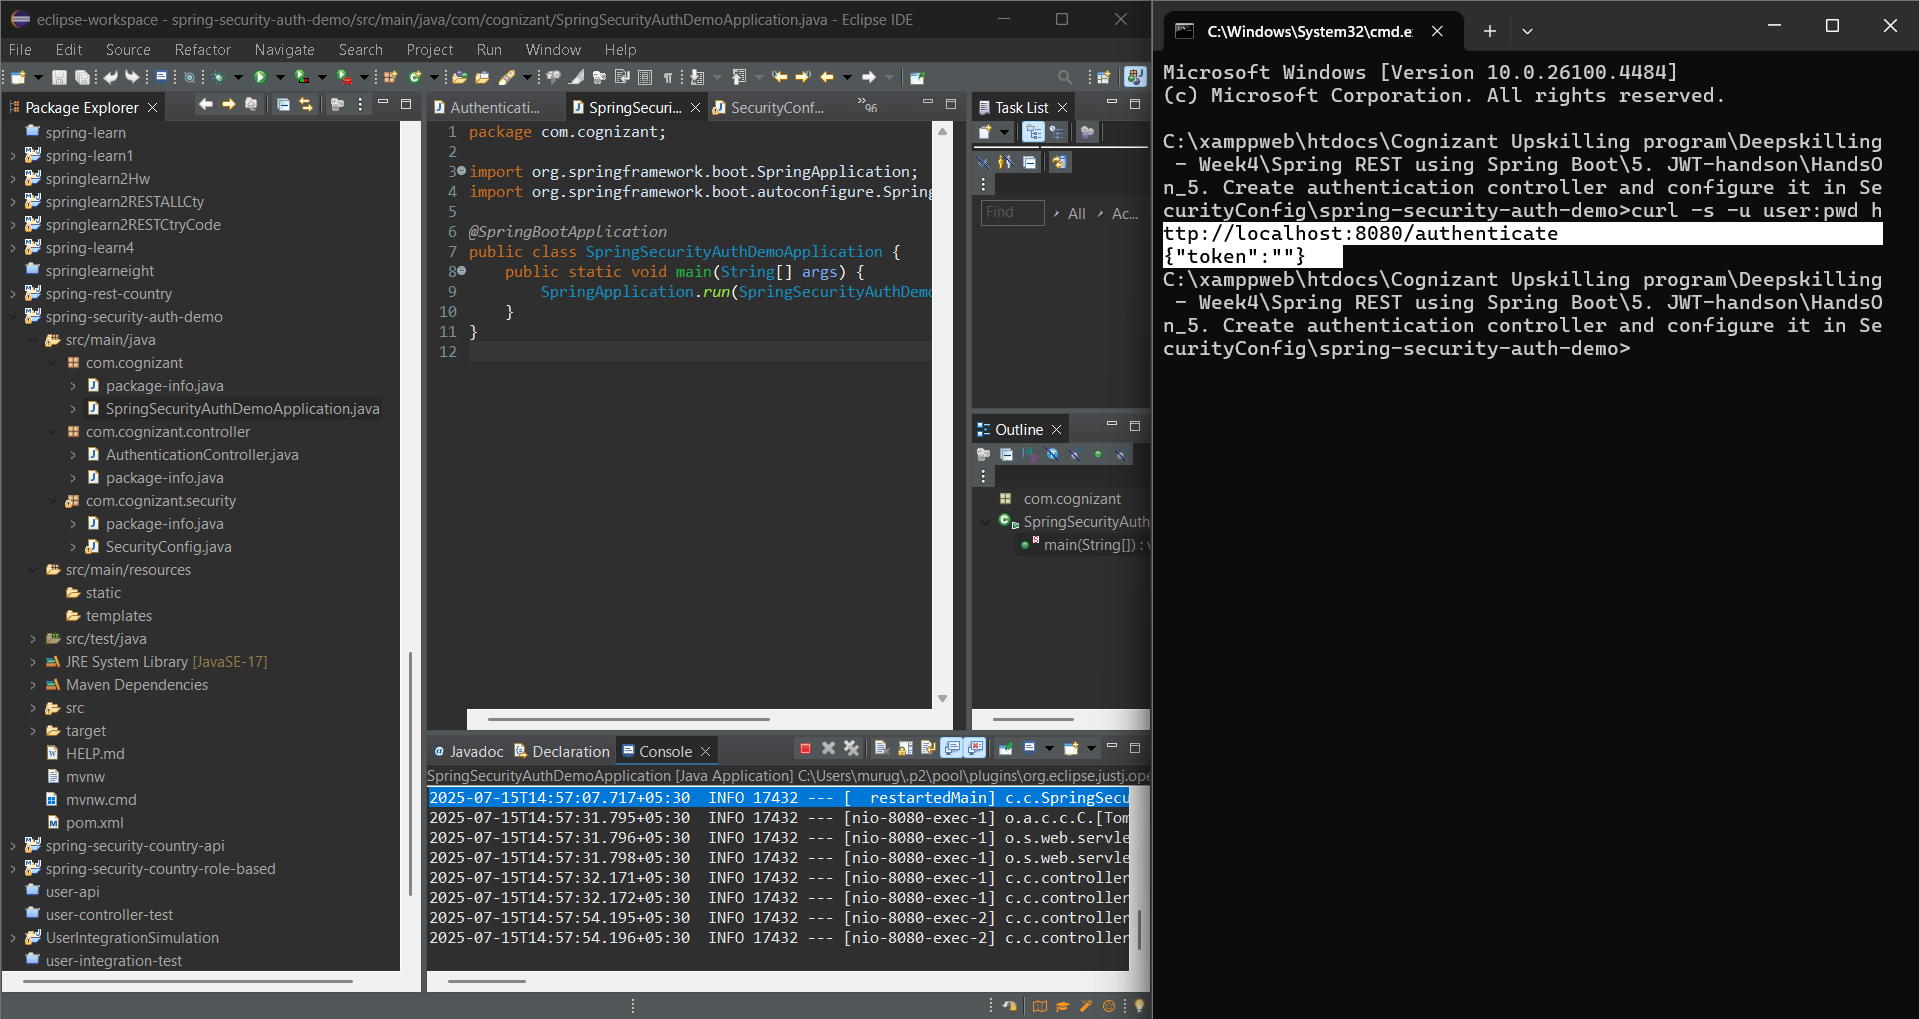 eclipse-workspace - spring-security-auth-demo/src/main/java/com/cognizant/SpringSecurityAuthDemoApplication.java - Eclipse IDE
File Edit Source Refactor Navigate Search Project Run Window Help
Package Explorer
spring-learn
spring-learn1
springlearn2Hw
springlearn2RESTALLCty
springlearn2RESTCtryCode
spring-learn4
springlearneight
spring-rest-country
spring-security-auth-demo
src/main/java
com.cognizant
package-info.java
SpringSecurityAuthDemoApplication.java
com.cognizant.controller
AuthenticationController.java
package-info.java
com.cognizant.security
package-info.java
SecurityConfig.java
src/main/resources
static
templates
src/test/java
JRE System Library [JavaSE-17]
Maven Dependencies
src
target
HELP.md
mvnw
mvnw.cmd
pom.xml
spring-security-country-api
spring-security-country-role-based
user-api
user-controller-test
UserIntegrationSimulation
user-integration-test
Authenticati... SpringSecuri... SecurityConf... »96
1 package com.cognizant;
2
3 import org.springframework.boot.SpringApplication;
4 import org.springframework.boot.autoconfigure.Spring
5
6 @SpringBootApplication
7 public class SpringSecurityAuthDemoApplication {
8 public static void main(String[] args) {
9 SpringApplication.run(SpringSecurityAuthDemo
10 }
11 }
12
Task List
Find All Ac...
Outline
com.cognizant
SpringSecurityAuth
main(String[]) : v
Javadoc Declaration Console
SpringSecurityAuthDemoApplication [Java Application] C:\Users\murug\.p2\pool\plugins\org.eclipse.justj.ope
2025-07-15T14:57:07.717+05:30 INFO 17432 --- [ restartedMain] c.c.SpringSecu
2025-07-15T14:57:31.795+05:30 INFO 17432 --- [nio-8080-exec-1] o.a.c.c.C.[Tom
2025-07-15T14:57:31.796+05:30 INFO 17432 --- [nio-8080-exec-1] o.s.web.servle
2025-07-15T14:57:31.798+05:30 INFO 17432 --- [nio-8080-exec-1] o.s.web.servle
2025-07-15T14:57:32.171+05:30 INFO 17432 --- [nio-8080-exec-1] c.c.controller
2025-07-15T14:57:32.172+05:30 INFO 17432 --- [nio-8080-exec-1] c.c.controller
2025-07-15T14:57:54.195+05:30 INFO 17432 --- [nio-8080-exec-2] c.c.controller
2025-07-15T14:57:54.196+05:30 INFO 17432 --- [nio-8080-exec-2] c.c.controller
C:\Windows\System32\cmd.e
Microsoft Windows [Version 10.0.26100.4484]
(c) Microsoft Corporation. All rights reserved.
C:\xamppweb\htdocs\Cognizant Upskilling program\Deepskilling
- Week4\Spring REST using Spring Boot\5. JWT-handson\HandsO
n_5. Create authentication controller and configure it in Se
curityConfig\spring-security-auth-demo>curl -s -u user:pwd h
ttp://localhost:8080/authenticate
{"token":""}
C:\xamppweb\htdocs\Cognizant Upskilling program\Deepskilling
- Week4\Spring REST using Spring Boot\5. JWT-handson\HandsO
n_5. Create authentication controller and configure it in Se
curityConfig\spring-security-auth-demo>